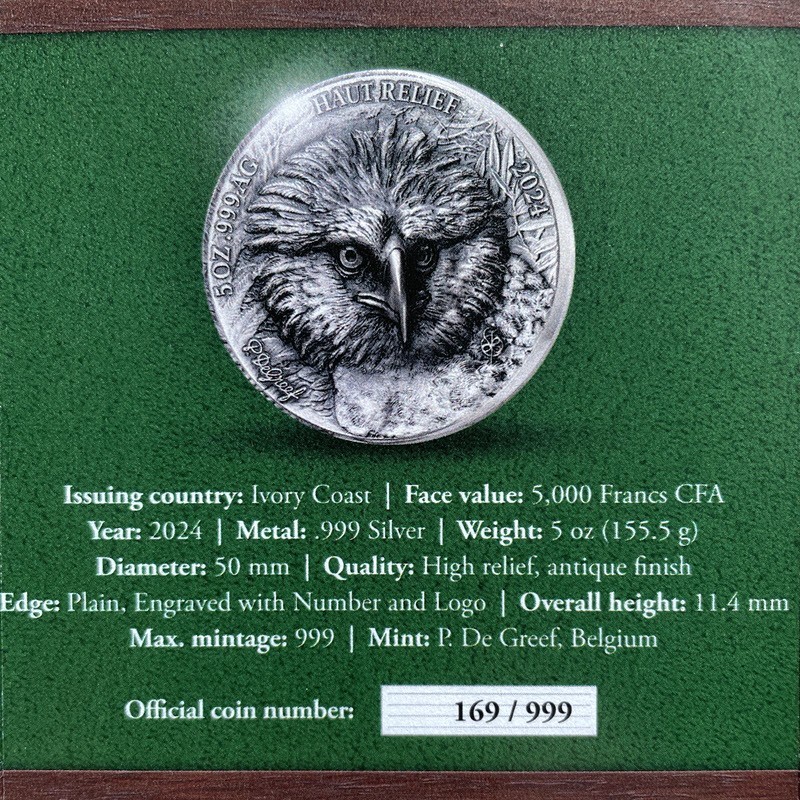 HAUT RELIEF
5 OZ .999 AG
2024
P. DeGreef
Issuing country: Ivory Coast | Face value: 5,000 Francs CFA
Year: 2024 | Metal: .999 Silver | Weight: 5 oz (155.5 g)
Diameter: 50 mm | Quality: High relief, antique finish
Edge: Plain, Engraved with Number and Logo | Overall height: 11.4 mm
Max. mintage: 999 | Mint: P. De Greef, Belgium
Official coin number: 169 / 999